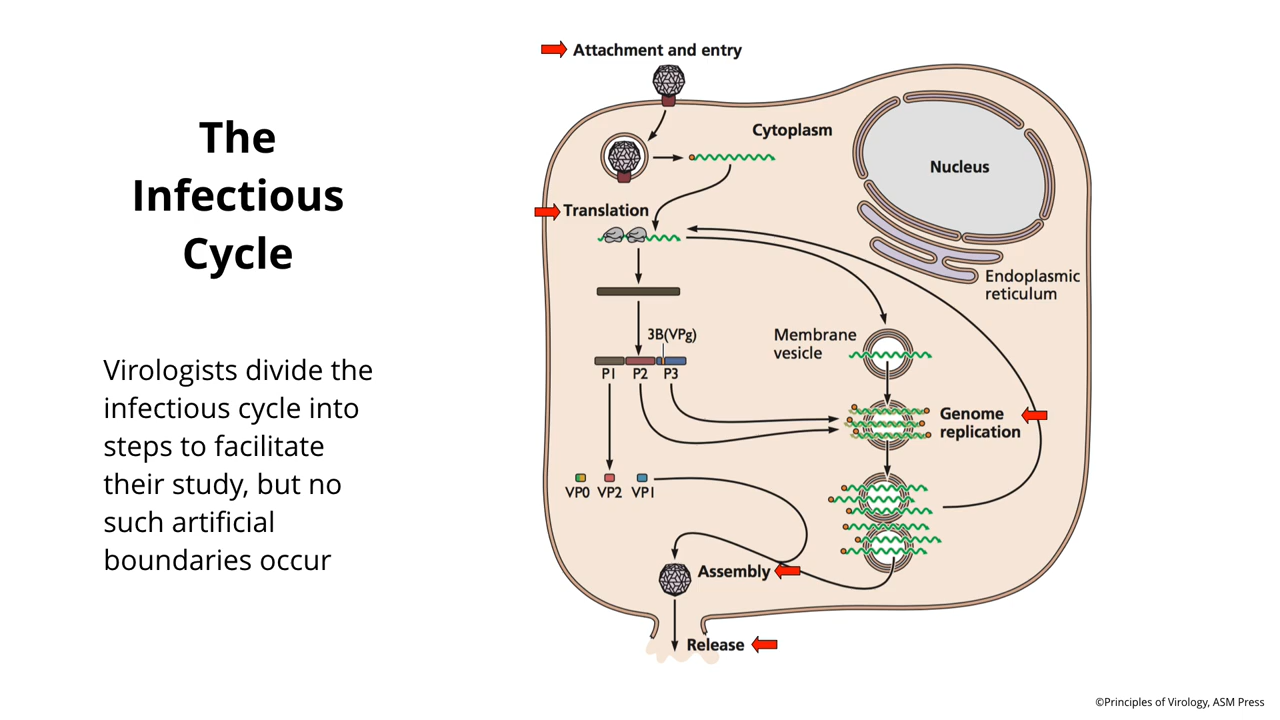 The
Infectious
Cycle
Virologists divide the
infectious cycle into
steps to facilitate
their study, but no
such artificial
boundaries occur
Attachment and entry
Cytoplasm
Nucleus
Translation
Endoplasmic
reticulum
3B(VPg)
Membrane
vesicle
P1 P2 P3
Genome
replication
VP0 VP2 VP1
Assembly
Release
©Principles of Virology, ASM Press